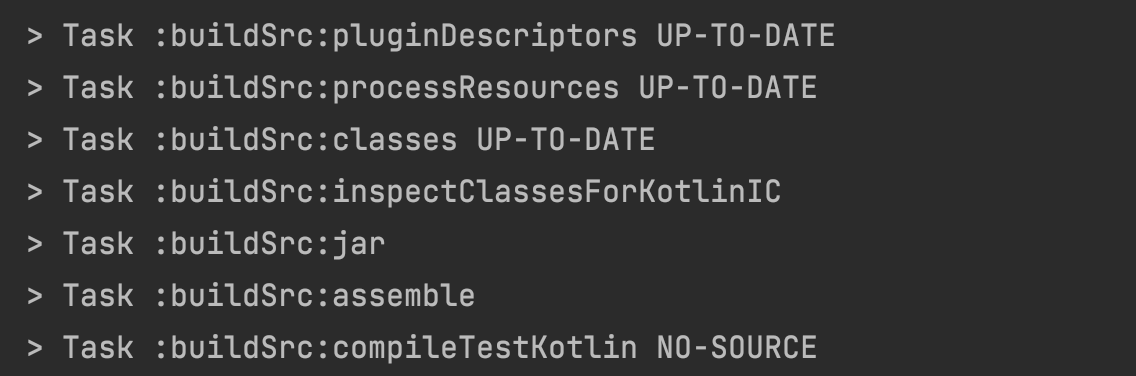 > Task :buildSrc:pluginDescriptors UP-TO-DATE
> Task :buildSrc:processResources UP-TO-DATE
> Task :buildSrc:classes UP-TO-DATE
> Task :buildSrc:inspectClassesForKotlinIC
> Task :buildSrc:jar
> Task :buildSrc:assemble
> Task :buildSrc:compileTestKotlin NO-SOURCE